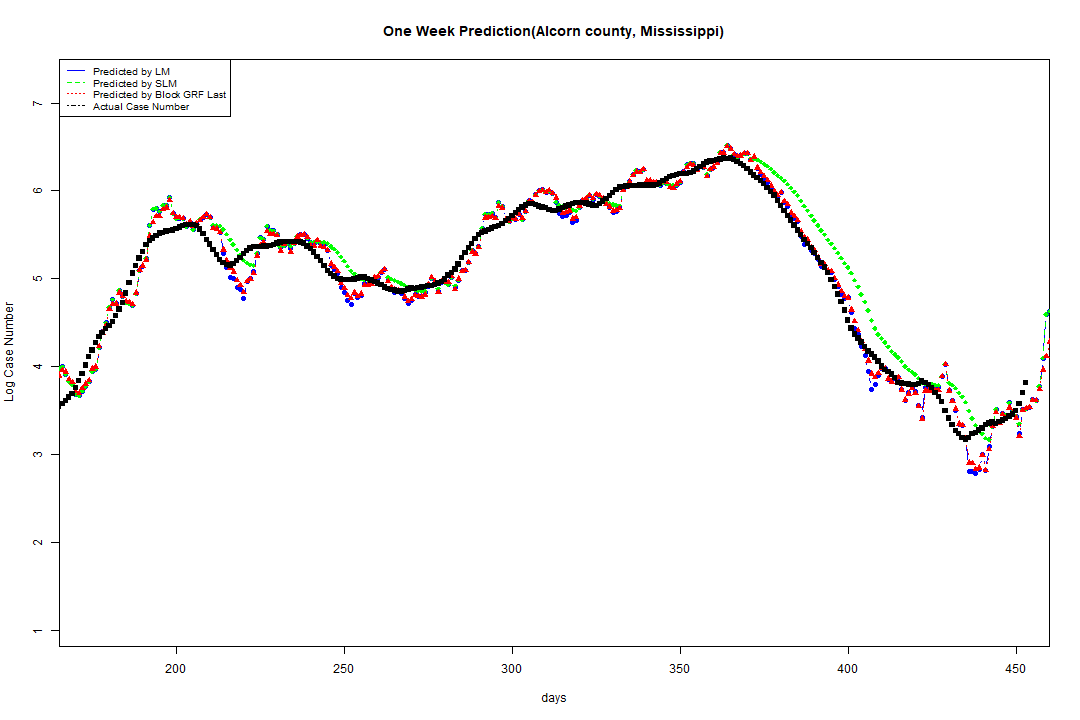 One Week Prediction(Alcorn county, Mississippi)
Predicted by LM
Predicted by SLM
Predicted by Block GRF Last
Actual Case Number
7
6
5
4
3
2
1
Log Case Number
200 250 300 350 400 450
days